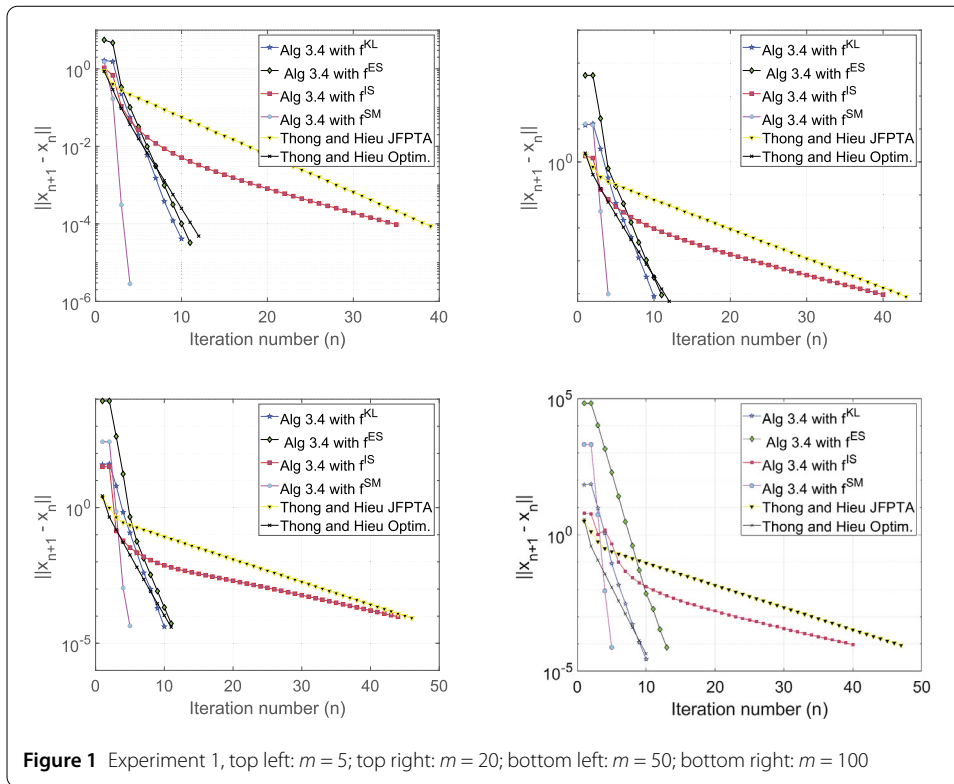 10^0
10^-2
10^-4
10^-6
||x_{n+1} - x_n||
0 10 20 30 40
Iteration number (n)
Alg 3.4 with f^KL
Alg 3.4 with f^ES
Alg 3.4 with f^IS
Alg 3.4 with f^SM
Thong and Hieu JFPTA
Thong and Hieu Optim.
10^0
||x_{n+1} - x_n||
0 10 20 30 40
Iteration number (n)
Alg 3.4 with f^KL
Alg 3.4 with f^ES
Alg 3.4 with f^IS
Alg 3.4 with f^SM
Thong and Hieu JFPTA
Thong and Hieu Optim.
10^0
10^-5
||x_{n+1} - x_n||
0 10 20 30 40 50
Iteration number (n)
Alg 3.4 with f^KL
Alg 3.4 with f^ES
Alg 3.4 with f^IS
Alg 3.4 with f^SM
Thong and Hieu JFPTA
Thong and Hieu Optim.
10^5
10^0
10^-5
||x_{n+1} - x_n||
0 10 20 30 40 50
Iteration number (n)
Alg 3.4 with f^KL
Alg 3.4 with f^ES
Alg 3.4 with f^IS
Alg 3.4 with f^SM
Thong and Hieu JFPTA
Thong and Hieu Optim.
Figure 1 Experiment 1, top left: m = 5; top right: m = 20; bottom left: m = 50; bottom right: m = 100